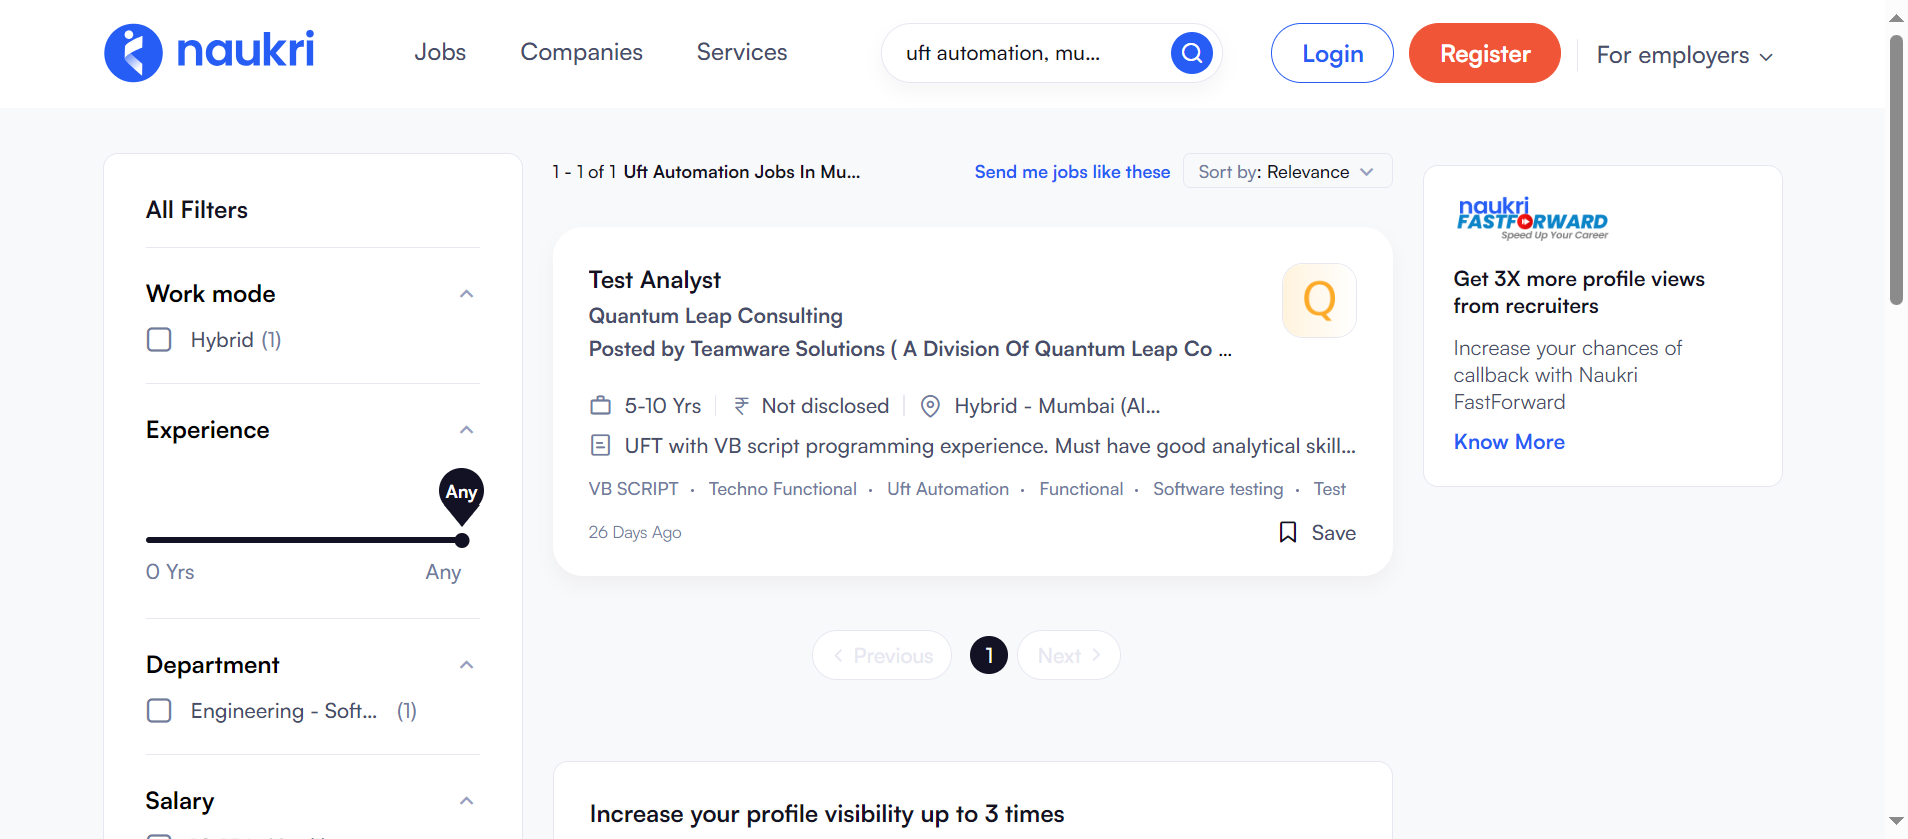 naukri
Jobs
Companies
Services
uft automation, mu...
Login
Register
For employers
All Filters
Work mode
Hybrid (1)
Experience
Any
0 Yrs
Any
Department
Engineering - Soft... (1)
Salary
1 - 1 of 1 Uft Automation Jobs In Mu...
Send me jobs like these
Sort by: Relevance
Test Analyst
Quantum Leap Consulting
Posted by Teamware Solutions ( A Division Of Quantum Leap Co ...
Q
5-10 Yrs
₹ Not disclosed
Hybrid - Mumbai (Al...
UFT with VB script programming experience. Must have good analytical skill...
VB SCRIPT · Techno Functional · Uft Automation · Functional · Software testing · Test
26 Days Ago
Save
Previous
1
Next
Increase your profile visibility up to 3 times
naukri
FASTFORWARD
Speed Up Your Career
Get 3X more profile views
from recruiters
Increase your chances of
callback with Naukri
FastForward
Know More